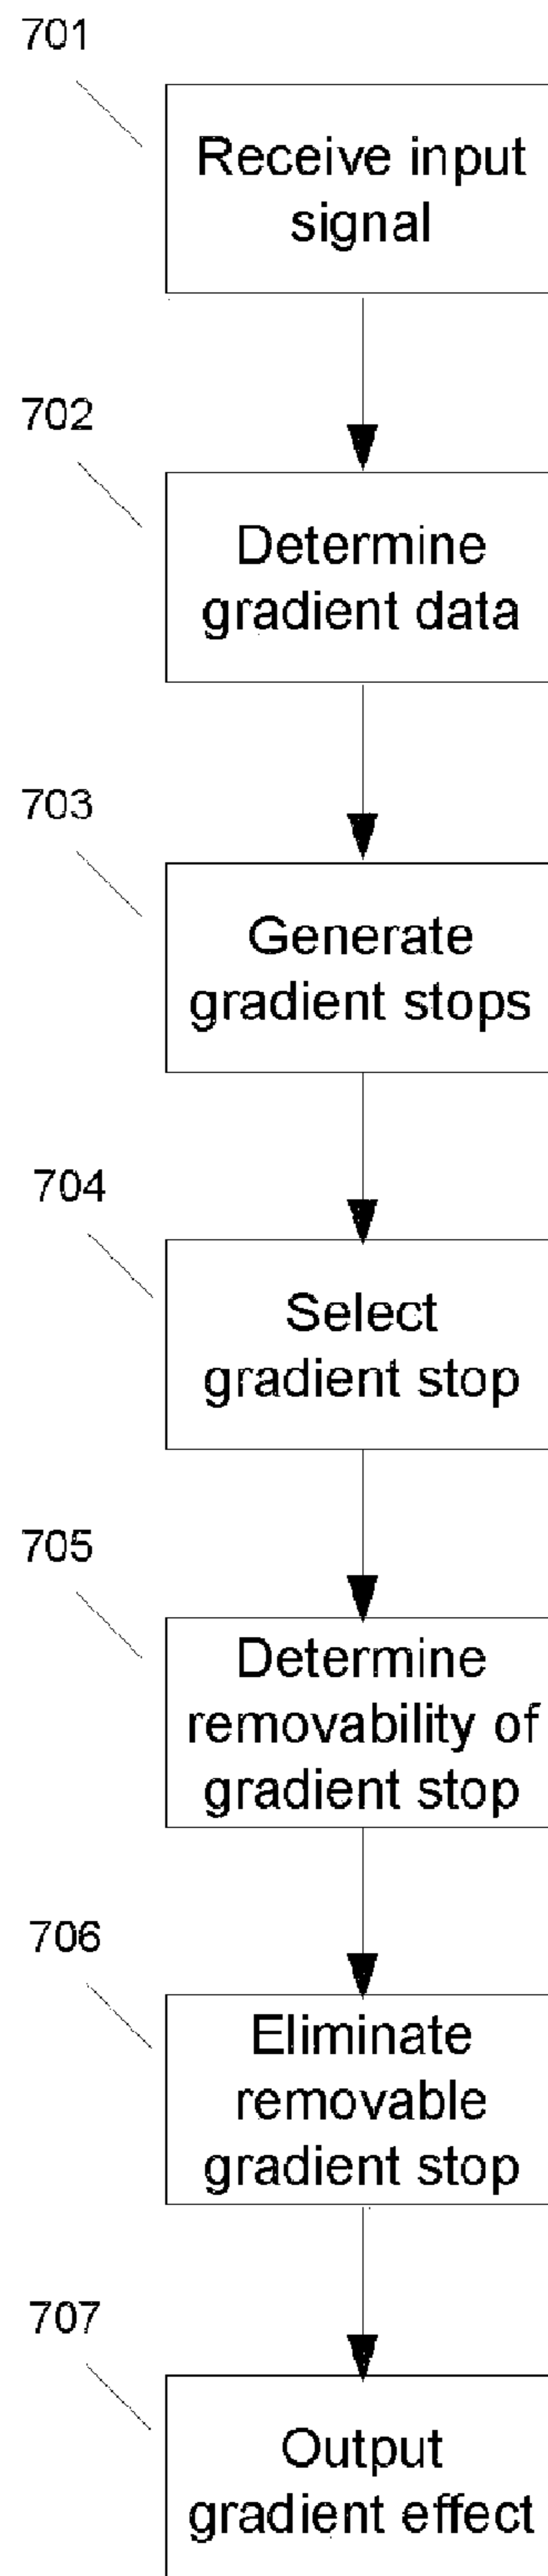 701
Receive input
signal
702
Determine
gradient data
703
Generate
gradient stops
704
Select
gradient stop
705
Determine
removability of
gradient stop
706
Eliminate
removable
gradient stop
707
Output
gradient effect